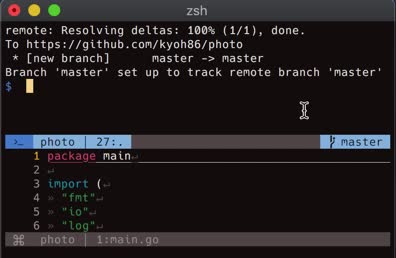 zsh
remote: Resolving deltas: 100% (1/1), done.
To https://github.com/kyoh86/photo
 * [new branch]      master -> master
Branch 'master' set up to track remote branch 'master'
$
>_ photo | 27:. master
1 package main↵
2 ↵
3 import (↵
4 » "fmt"↵
5 » "io"↵
6 » "log"↵
⌘ photo | 1:main.go